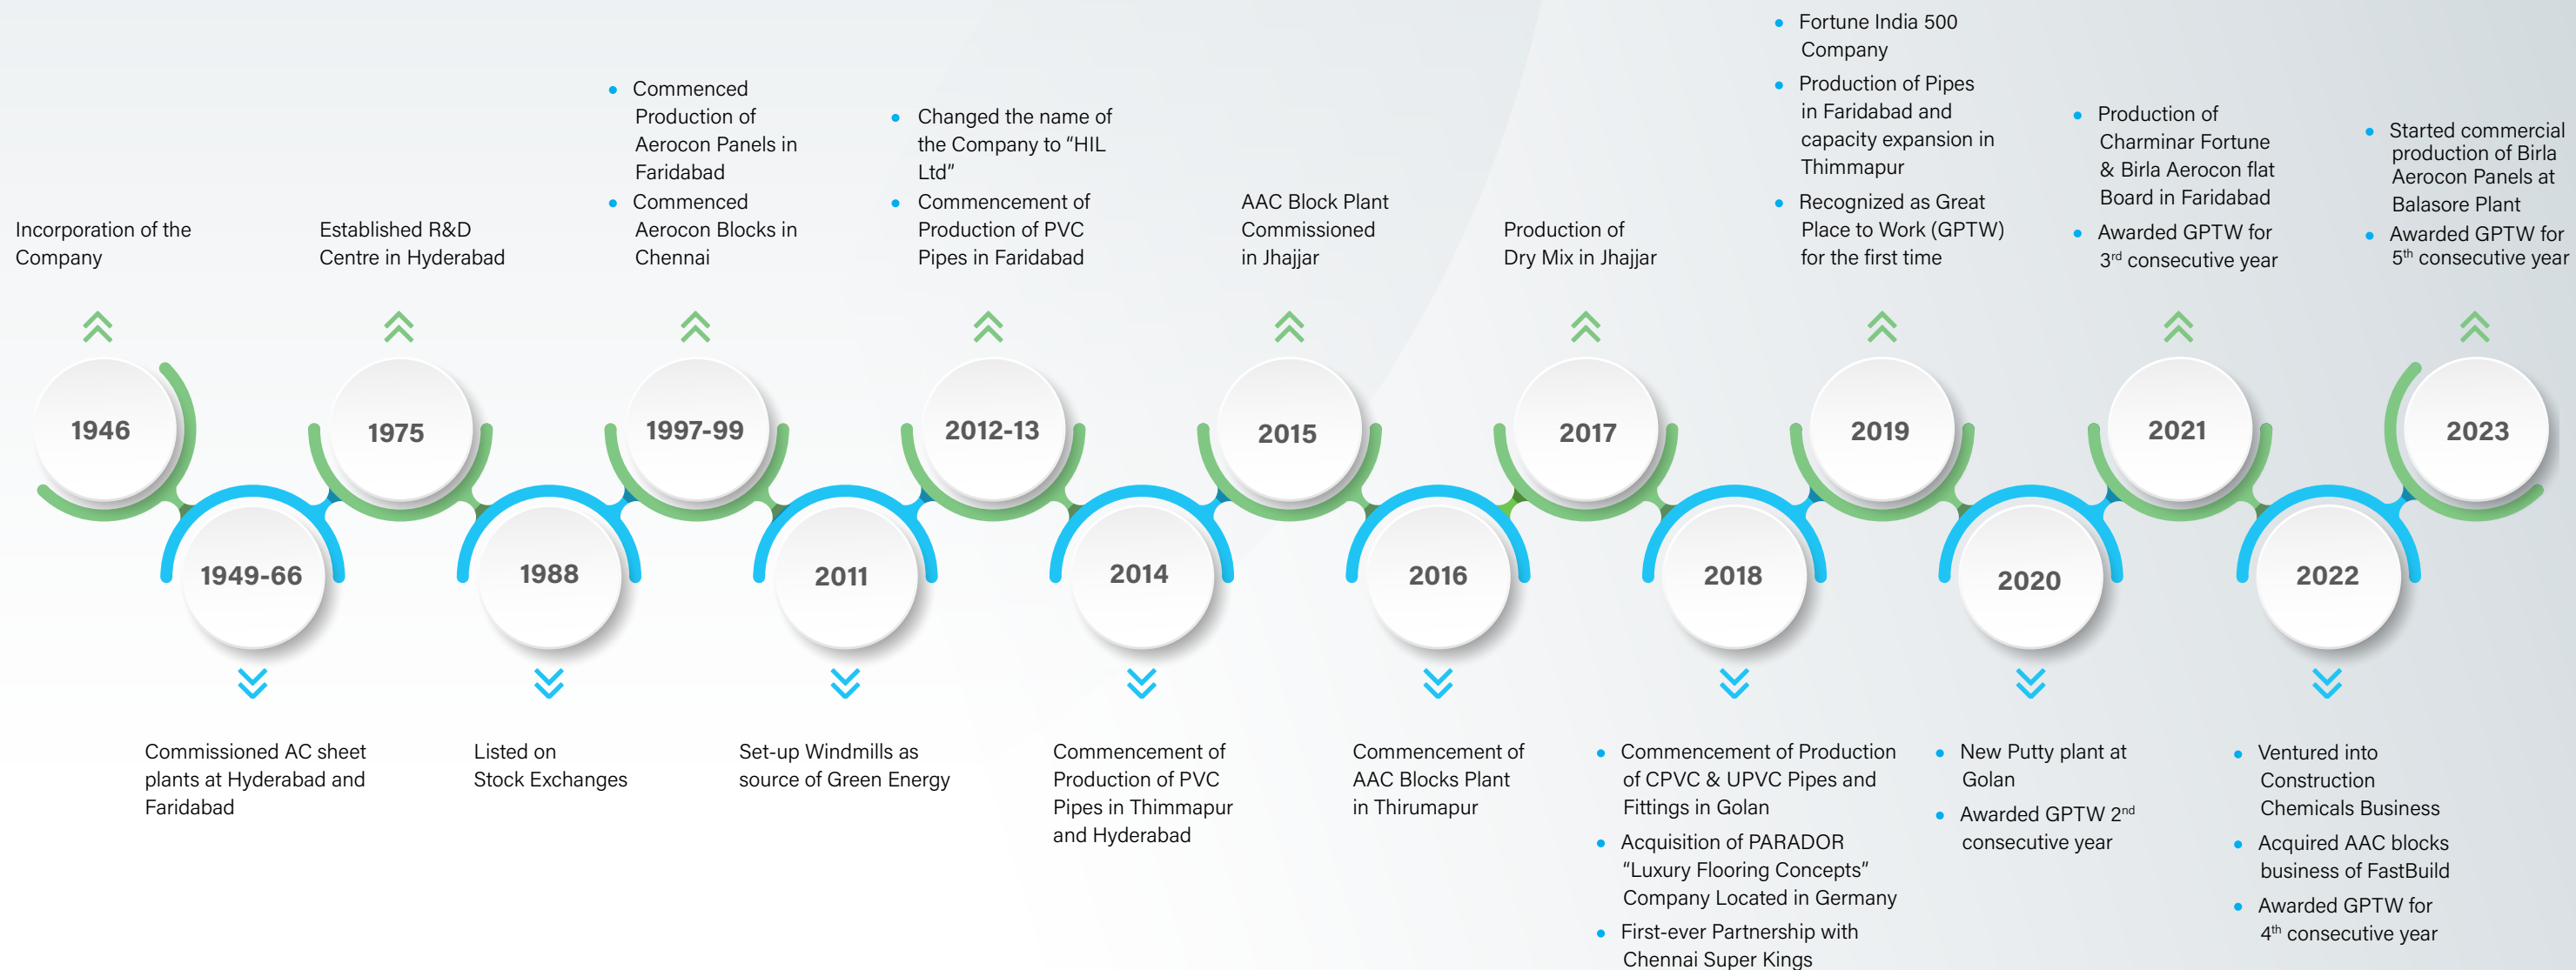 1946
Incorporation of the
Company
1949-66
Commissioned AC sheet
plants at Hyderabad and
Faridabad
1975
Established R&D
Centre in Hyderabad
1988
Listed on
Stock Exchanges
1997-99
• Commenced
Production of
Aerocon Panels in
Faridabad
• Commenced
Aerocon Blocks in
Chennai
2011
Set-up Windmills as
source of Green Energy
2012-13
• Changed the name of
the Company to “HIL
Ltd”
• Commencement of
Production of PVC
Pipes in Faridabad
2014
Commencement of
Production of PVC
Pipes in Thimmapur
and Hyderabad
2015
AAC Block Plant
Commissioned
in Jhajjar
2016
Commencement of
AAC Blocks Plant
in Thirumapur
2017
Production of
Dry Mix in Jhajjar
2018
• Commencement of Production
of CPVC & UPVC Pipes and
Fittings in Golan
• Acquisition of PARADOR
“Luxury Flooring Concepts”
Company Located in Germany
• First-ever Partnership with
Chennai Super Kings
2019
• Fortune India 500
Company
• Production of Pipes
in Faridabad and
capacity expansion in
Thimmapur
• Recognized as Great
Place to Work (GPTW)
for the first time
2020
• New Putty plant at
Golan
• Awarded GPTW 2nd
consecutive year
2021
• Production of
Charminar Fortune
& Birla Aerocon flat
Board in Faridabad
• Awarded GPTW for
3rd consecutive year
2022
• Ventured into
Construction
Chemicals Business
• Acquired AAC blocks
business of FastBuild
• Awarded GPTW for
4th consecutive year
2023
• Started commercial
production of Birla
Aerocon Panels at
Balasore Plant
• Awarded GPTW for
5th consecutive year